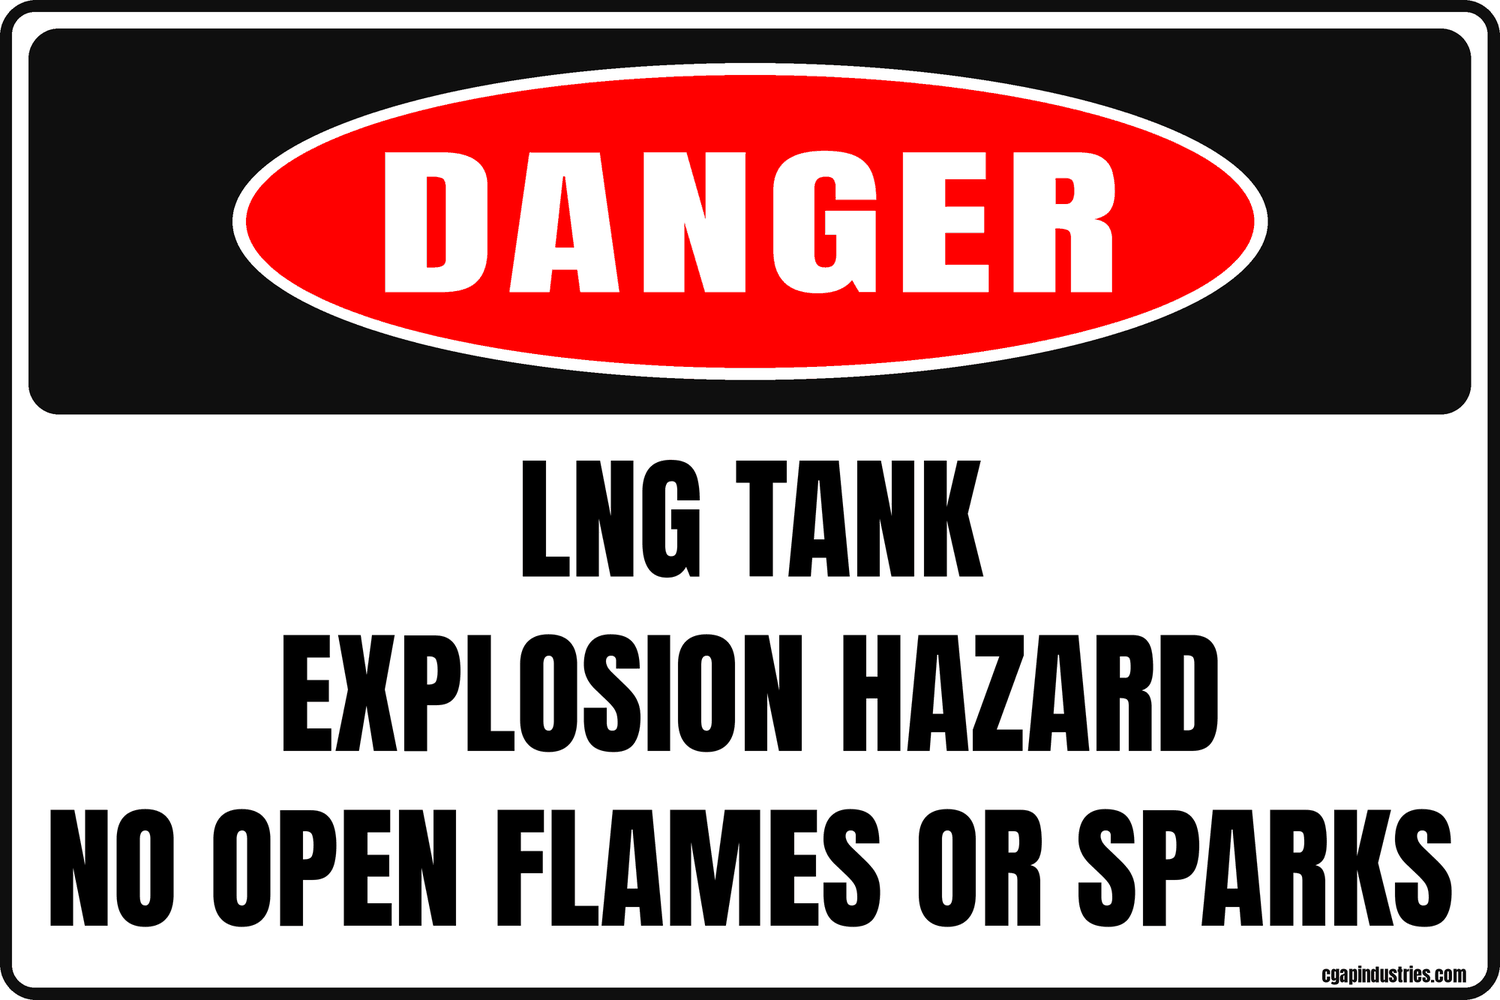 DANGER
LNG TANK
EXPLOSION HAZARD
NO OPEN FLAMES OR SPARKS
cgapindustries.com